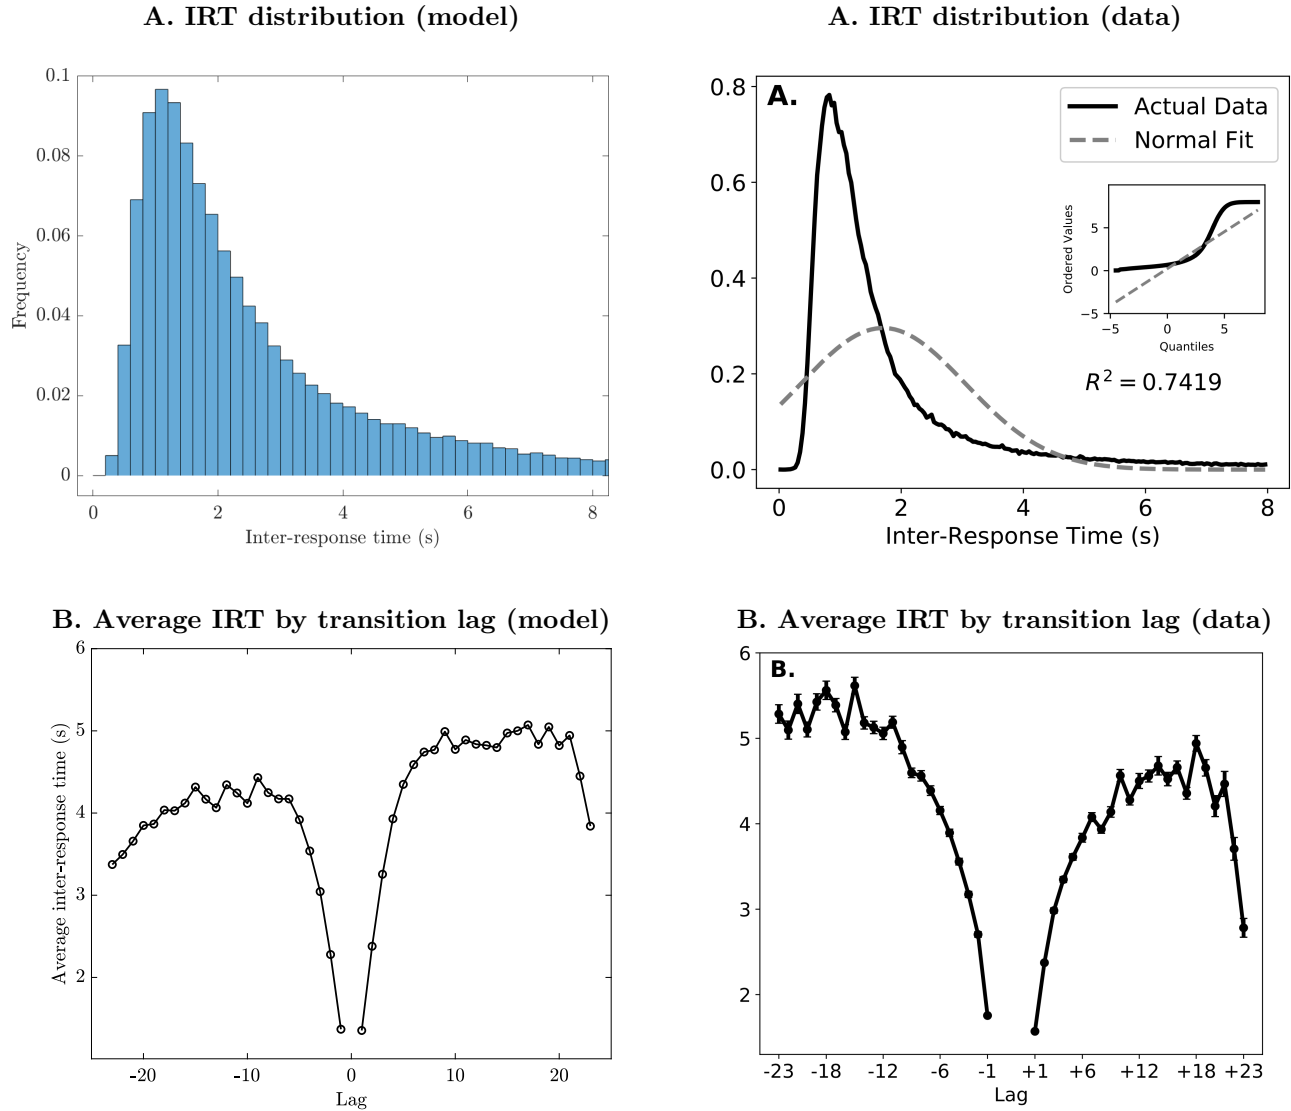 A. IRT distribution (model)
0.1
0.08
0.06
0.04
0.02
0
Frequency
0 2 4 6 8
Inter-response time (s)
A. IRT distribution (data)
A.
Actual Data
Normal Fit
0.8
0.6
0.4
0.2
0.0
Ordered Values
5
0
−5
−5 0 5
Quantiles
R² = 0.7419
0 2 4 6 8
Inter-Response Time (s)
B. Average IRT by transition lag (model)
6
5
4
3
2
Average inter-response time (s)
-20 -10 0 10 20
Lag
B. Average IRT by transition lag (data)
B.
6
5
4
3
2
-23 -18 -12 -6 -1 +1 +6 +12 +18 +23
Lag